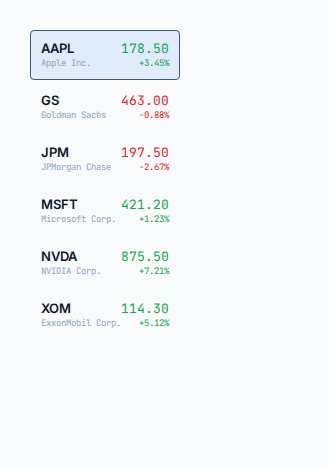 AAPL 178.50
Apple Inc. +3.45%
GS 463.00
Goldman Sachs -0.88%
JPM 197.50
JPMorgan Chase -2.67%
MSFT 421.20
Microsoft Corp. +1.23%
NVDA 875.50
NVIDIA Corp. +7.21%
XOM 114.30
ExxonMobil Corp. +5.12%